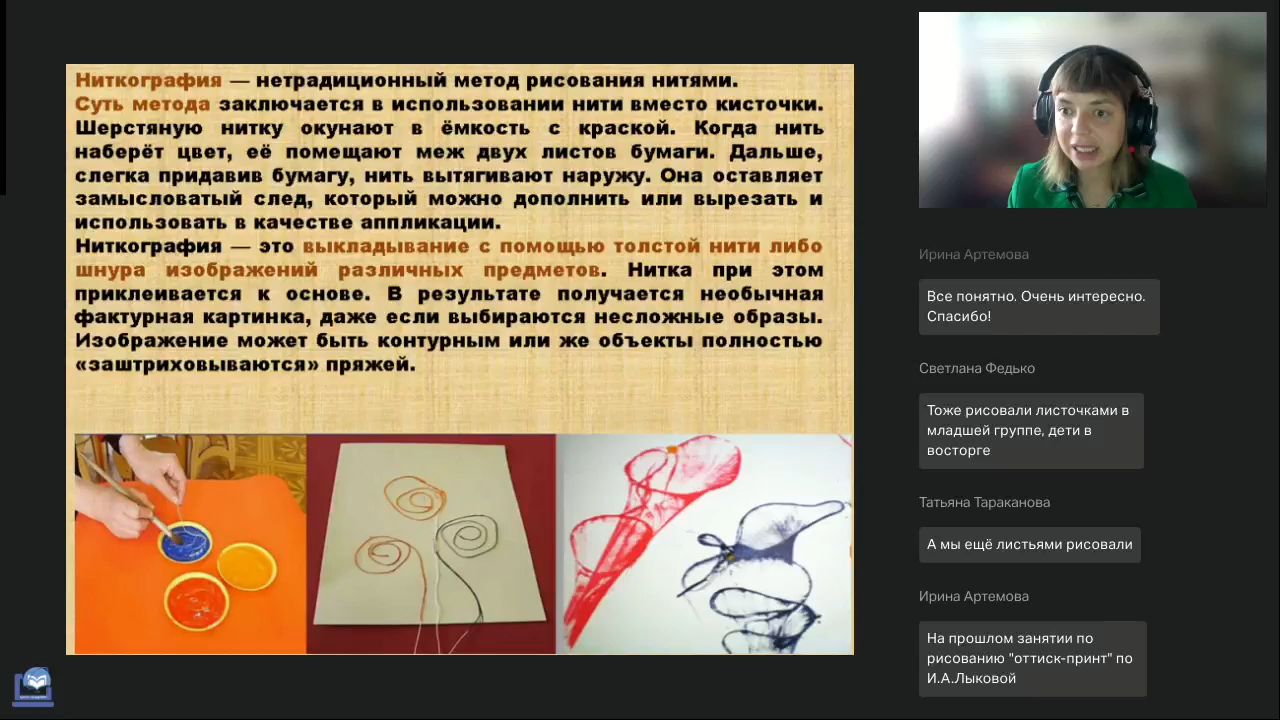 Ниткография — нетрадиционный метод рисования нитями.
Суть метода заключается в использовании нити вместо кисточки.
Шерстяную нитку окунают в ёмкость с краской. Когда нить
наберёт цвет, её помещают меж двух листов бумаги. Дальше,
слегка придавив бумагу, нить вытягивают наружу. Она оставляет
замысловатый след, который можно дополнить или вырезать и
использовать в качестве аппликации.
Ниткография — это выкладывание с помощью толстой нити либо
шнура изображений различных предметов. Нитка при этом
приклеивается к основе. В результате получается необычная
фактурная картинка, даже если выбираются несложные образы.
Изображение может быть контурным или же объекты полностью
«заштриховываются» пряжей.
Ирина Артемова
Все понятно. Очень интересно.
Спасибо!
Светлана Федько
Тоже рисовали листочками в
младшей группе, дети в
восторге
Татьяна Тараканова
А мы ещё листьями рисовали
Ирина Артемова
На прошлом занятии по
рисованию "оттиск-принт" по
И.А.Лыковой